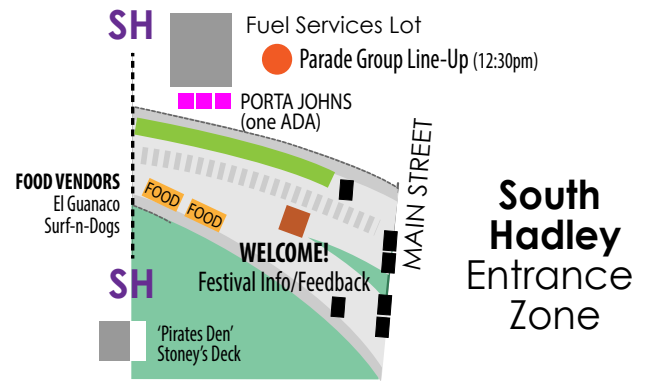 SH
Fuel Services Lot
Parade Group Line-Up (12:30pm)
PORTA JOHNS
(one ADA)
MAIN STREET
FOOD VENDORS
El Guanaco
Surf-n-Dogs
FOOD
FOOD
WELCOME!
Festival Info/Feedback
SH
'Pirates Den'
Stoney's Deck
South
Hadley
Entrance
Zone